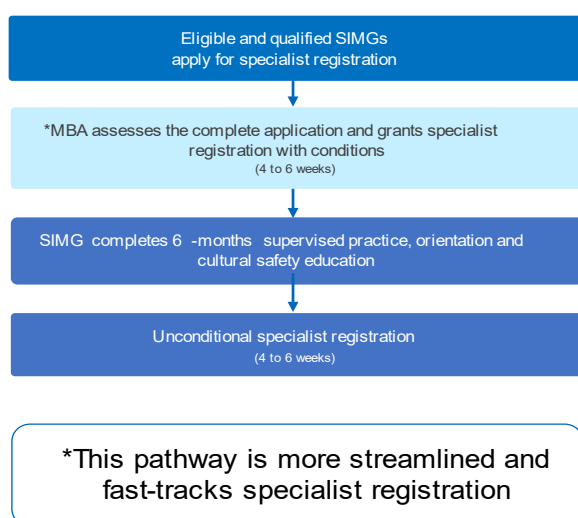 Eligible and qualified SIMGs
apply for specialist registration
*MBA assesses the complete application and grants specialist
registration with conditions
(4 to 6 weeks)
SIMG completes 6 -months supervised practice, orientation and
cultural safety education
Unconditional specialist registration
(4 to 6 weeks)
*This pathway is more streamlined and
fast-tracks specialist registration